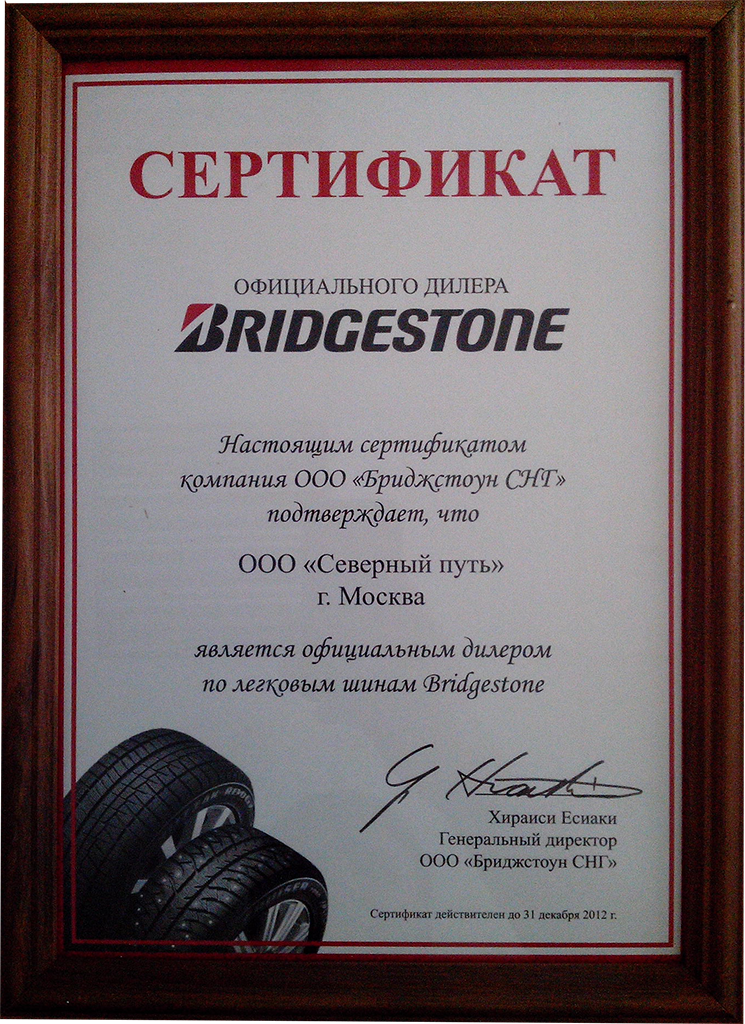 СЕРТИФИКАТ
ОФИЦИАЛЬНОГО ДИЛЕРА
BRIDGESTONE
Настоящим сертификатом
компания ООО «Бриджстоун СНГ»
подтверждает, что
ООО «Северный путь»
г. Москва
является официальным дилером
по легковым шинам Bridgestone
Хираиси Есиаки
Генеральный директор
ООО «Бриджстоун СНГ»
Сертификат действителен до 31 декабря 2012 г.